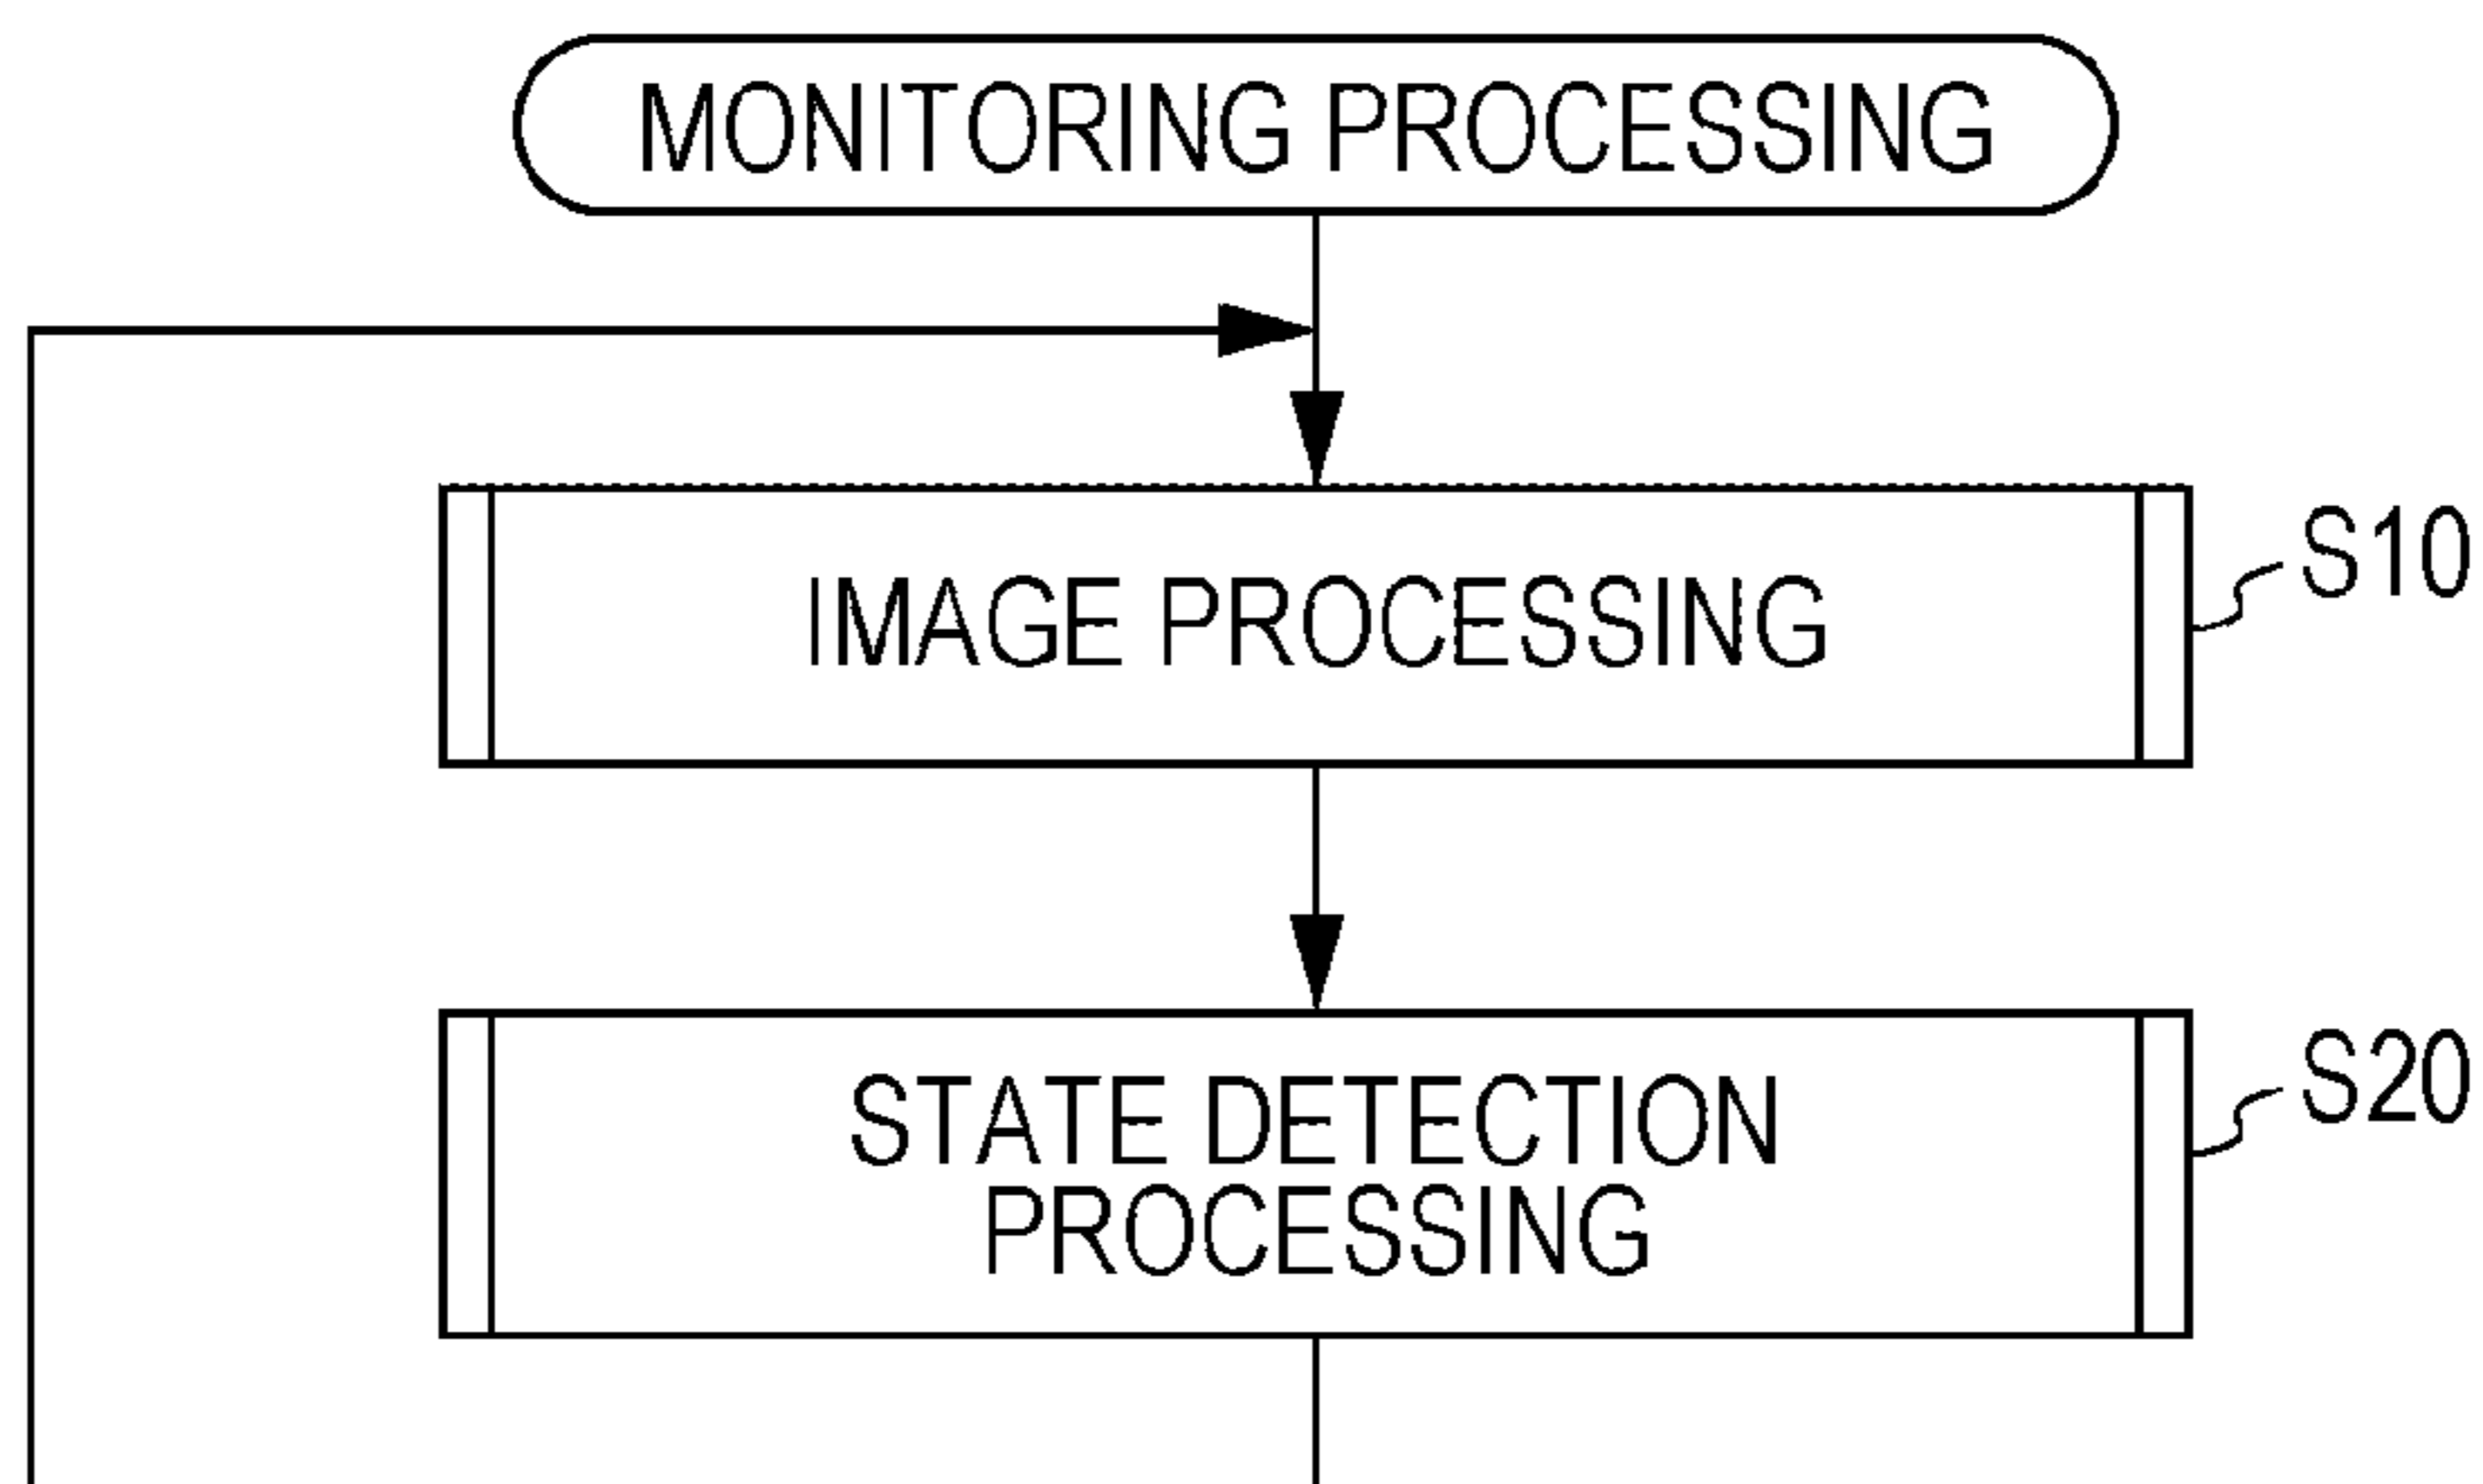 MONITORING PROCESSING
IMAGE PROCESSING
S10
STATE DETECTION
PROCESSING
S20